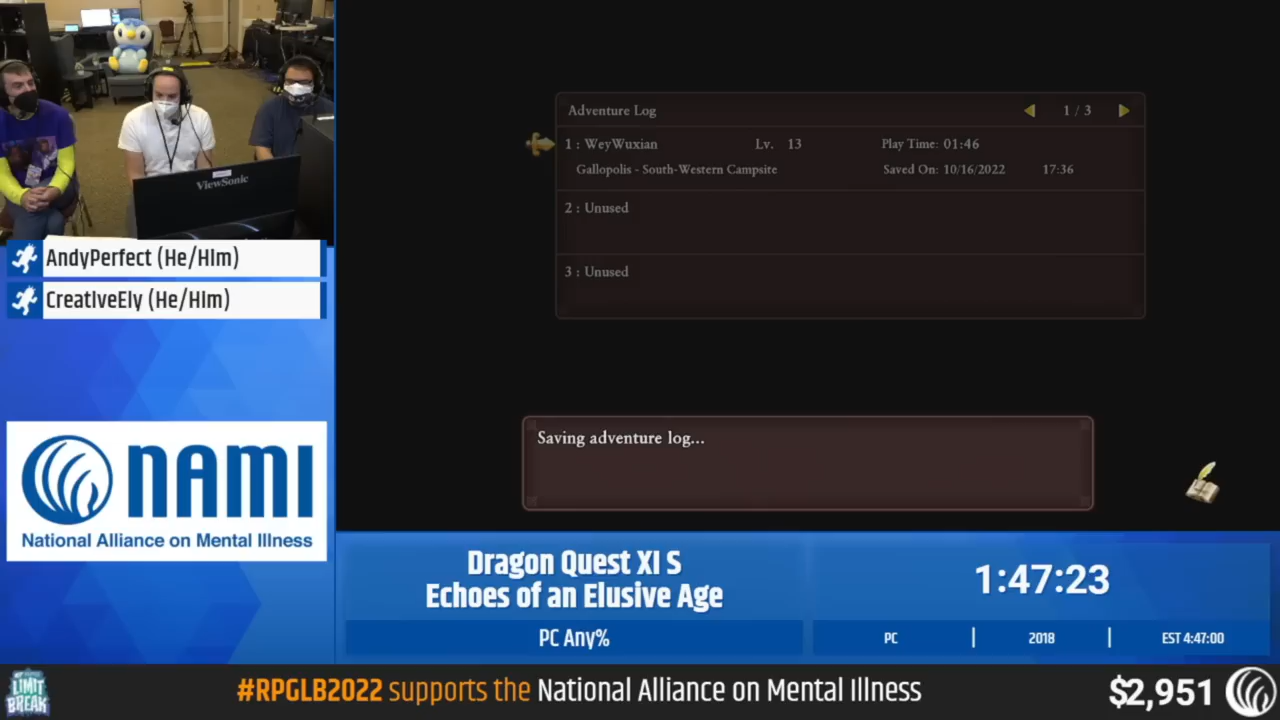 ViewSonic
AndyPerfect (He/Him)
CreativeEly (He/Him)
NAMI
National Alliance on Mental Illness
Adventure Log
1 / 3
1 : WeyWuxian Lv. 13 Play Time: 01:46
Gallopolis - South-Western Campsite Saved On: 10/16/2022 17:36
2 : Unused
3 : Unused
Saving adventure log...
Dragon Quest XI S
Echoes of an Elusive Age
PC Any%
1:47:23
PC | 2018 | EST 4:47:00
LIMIT
BREAK
#RPGLB2022 supports the National Alliance on Mental Illness
$2,951